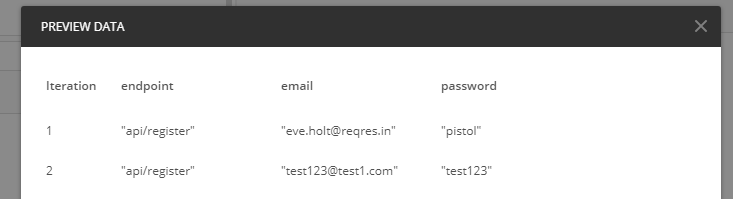 PREVIEW DATA
Iteration endpoint email password
1 "api/register" "eve.holt@reqres.in" "pistol"
2 "api/register" "test123@test1.com" "test123"